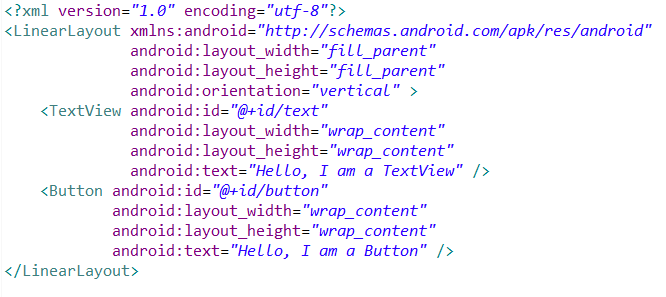 <?xml version="1.0" encoding="utf-8"?>
<LinearLayout xmlns:android="http://schemas.android.com/apk/res/android"
              android:layout_width="fill_parent"
              android:layout_height="fill_parent"
              android:orientation="vertical" >
    <TextView android:id="@+id/text"
              android:layout_width="wrap_content"
              android:layout_height="wrap_content"
              android:text="Hello, I am a TextView" />
    <Button android:id="@+id/button"
            android:layout_width="wrap_content"
            android:layout_height="wrap_content"
            android:text="Hello, I am a Button" />
</LinearLayout>